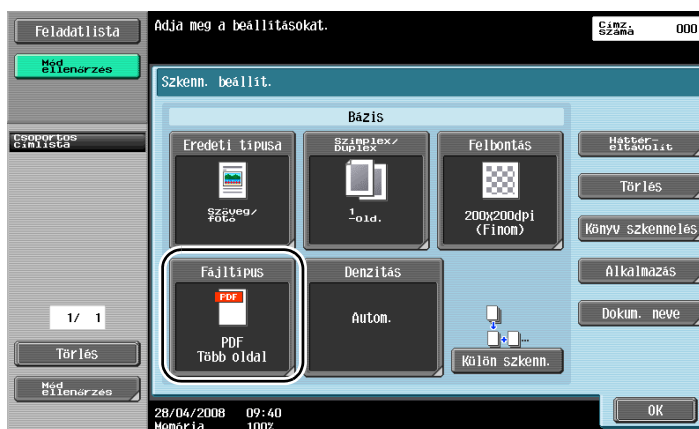 Feladatlista
Adja meg a beállításokat.
Címz.
száma
000
Mód
ellenőrzés
Szkenn. beállít.
Bázis
Csoportos
címlista
Eredeti típusa
Szimplex/
Duplex
Felbontás
Háttér-
eltávolít
Szöveg/
fotó
1
-old.
200x200dpi
(Finom)
Törlés
Könyv szkennelés
Fájltípus
Denzitás
Alkalmazás
PDF
PDF
Több oldal
Autom.
Külön szkenn.
Dokum. neve
1/ 1
Törlés
Mód
ellenőrzés
28/04/2008 09:40
Memória 100%
OK